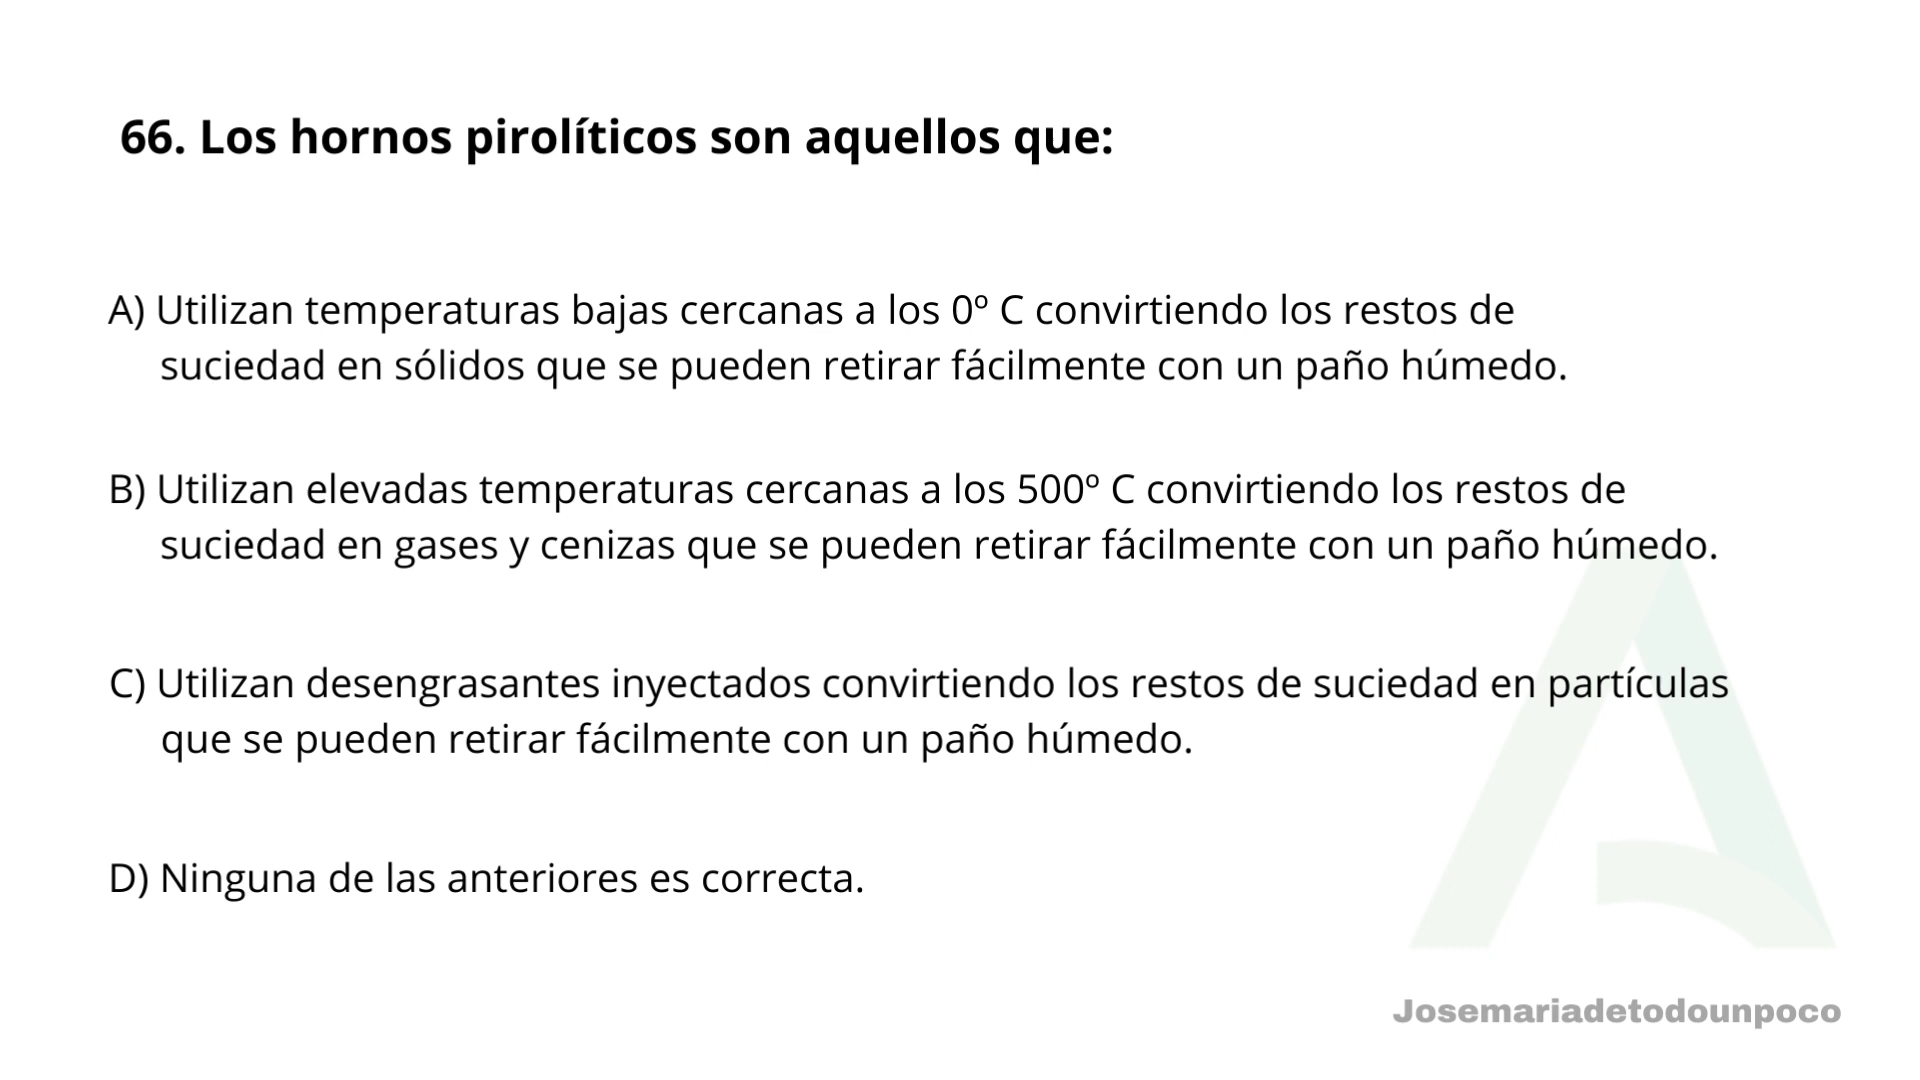 66. Los hornos pirolíticos son aquellos que:
A) Utilizan temperaturas bajas cercanas a los 0º C convirtiendo los restos de
suciedad en sólidos que se pueden retirar fácilmente con un paño húmedo.
B) Utilizan elevadas temperaturas cercanas a los 500º C convirtiendo los restos de
suciedad en gases y cenizas que se pueden retirar fácilmente con un paño húmedo.
C) Utilizan desengrasantes inyectados convirtiendo los restos de suciedad en partículas
que se pueden retirar fácilmente con un paño húmedo.
D) Ninguna de las anteriores es correcta.
Josemariadetodounpoco